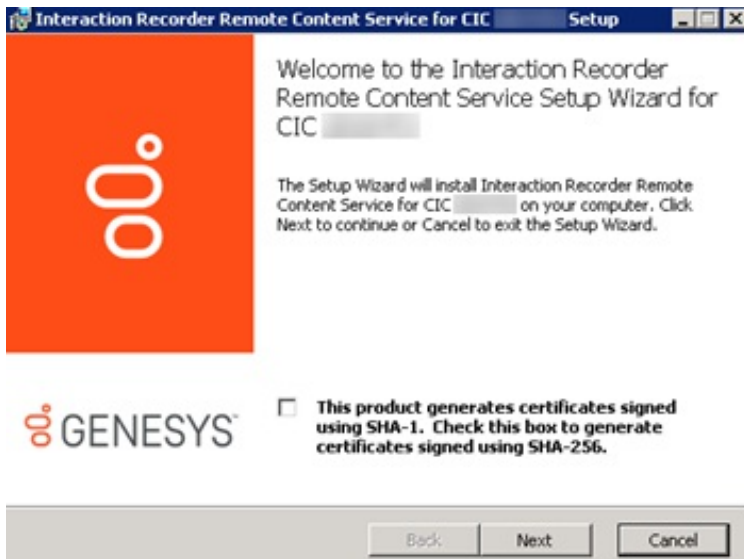 Interaction Recorder Remote Content Service for CIC Setup
Welcome to the Interaction Recorder
Remote Content Service Setup Wizard for
CIC
The Setup Wizard will install Interaction Recorder Remote
Content Service for CIC on your computer. Click
Next to continue or Cancel to exit the Setup Wizard.
GENESYS™
This product generates certificates signed
using SHA-1. Check this box to generate
certificates signed using SHA-256.
Back
Next
Cancel